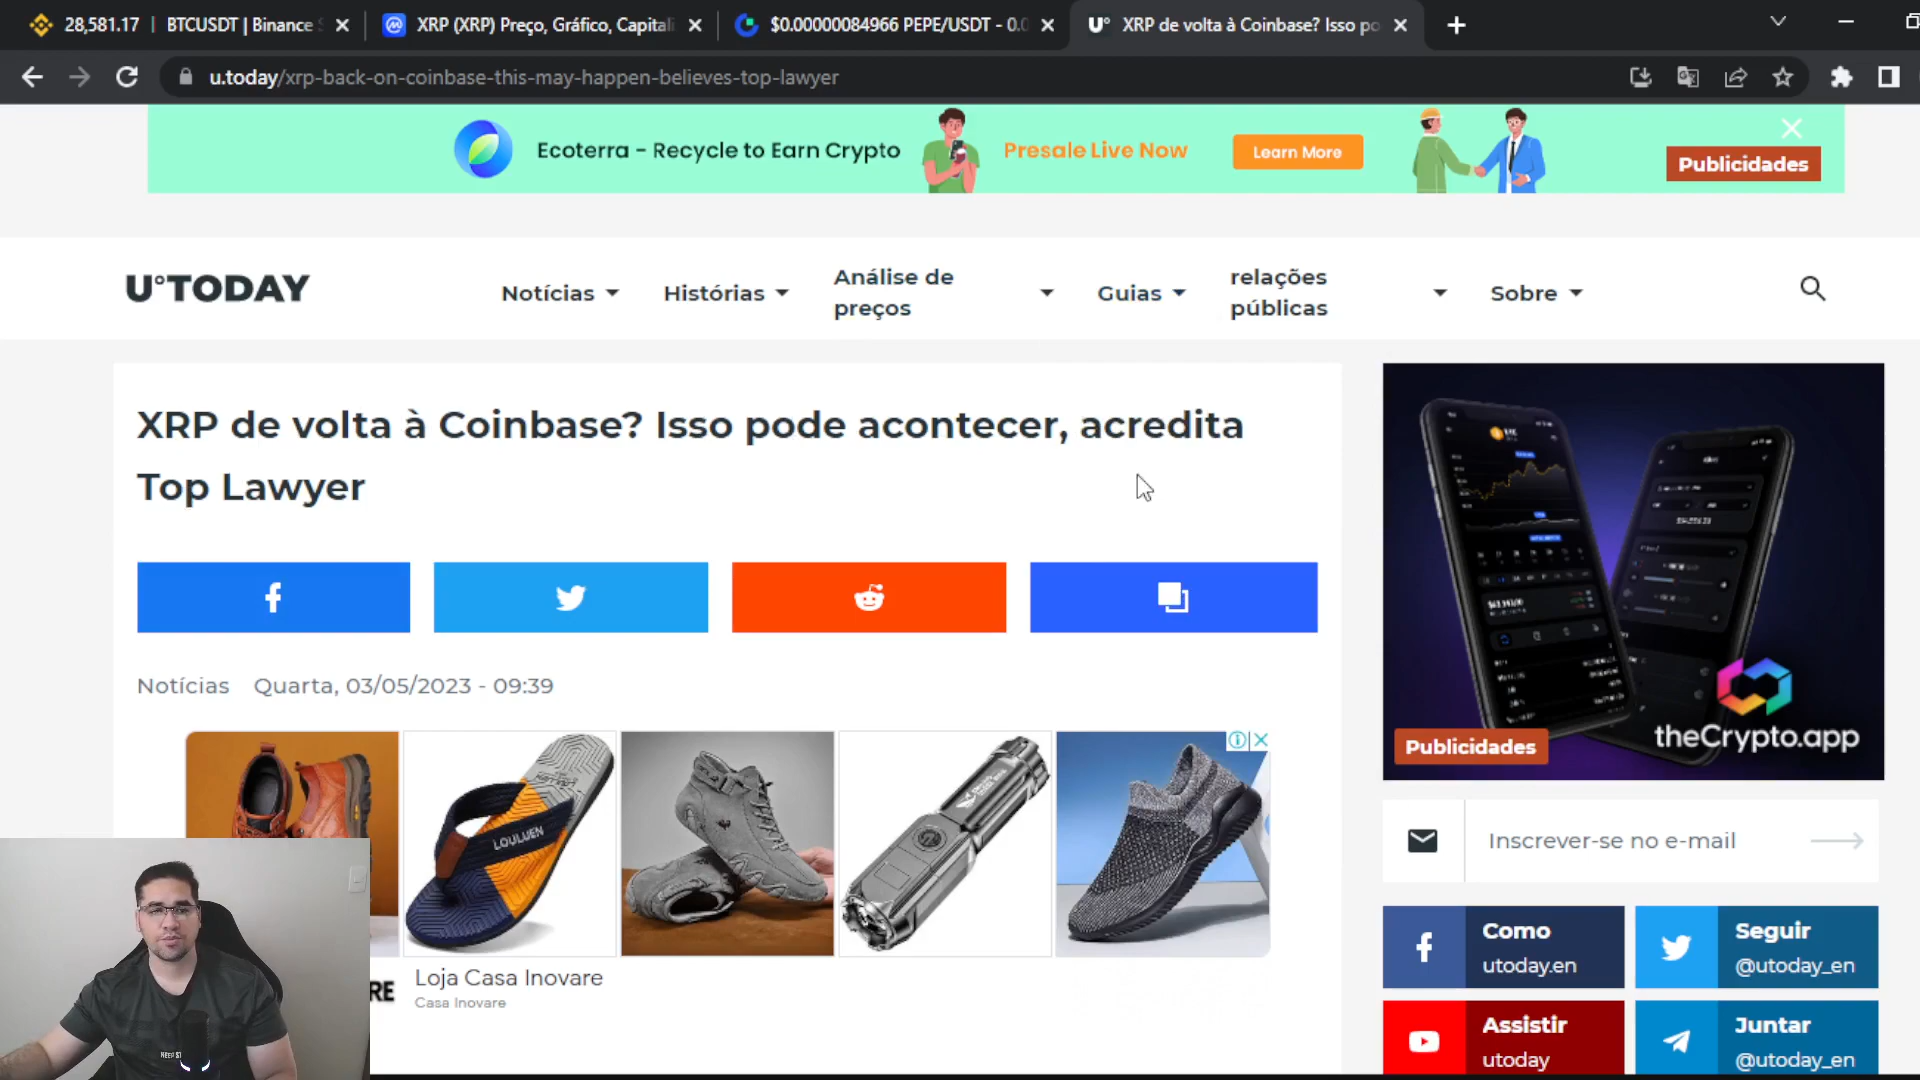 28,581.17 | BTCUSDT | Binance S
XRP (XRP) Preço, Gráfico, Capitali
$0.00000084966 PEPE/USDT - 0.0
XRP de volta à Coinbase? Isso po
u.today/xrp-back-on-coinbase-this-may-happen-believes-top-lawyer
Ecoterra - Recycle to Earn Crypto
Presale Live Now
Learn More
Publicidades
U°TODAY
Notícias
Histórias
Análise de
preços
Guias
relações
públicas
Sobre
XRP de volta à Coinbase? Isso pode acontecer, acredita
Top Lawyer
Notícias Quarta, 03/05/2023 - 09:39
LOULUEN
RE
Loja Casa Inovare
Casa Inovare
Publicidades
theCrypto.app
Inscrever-se no e-mail
Como
utoday.en
Seguir
@utoday_en
Assistir
utoday
Juntar
@utoday_en